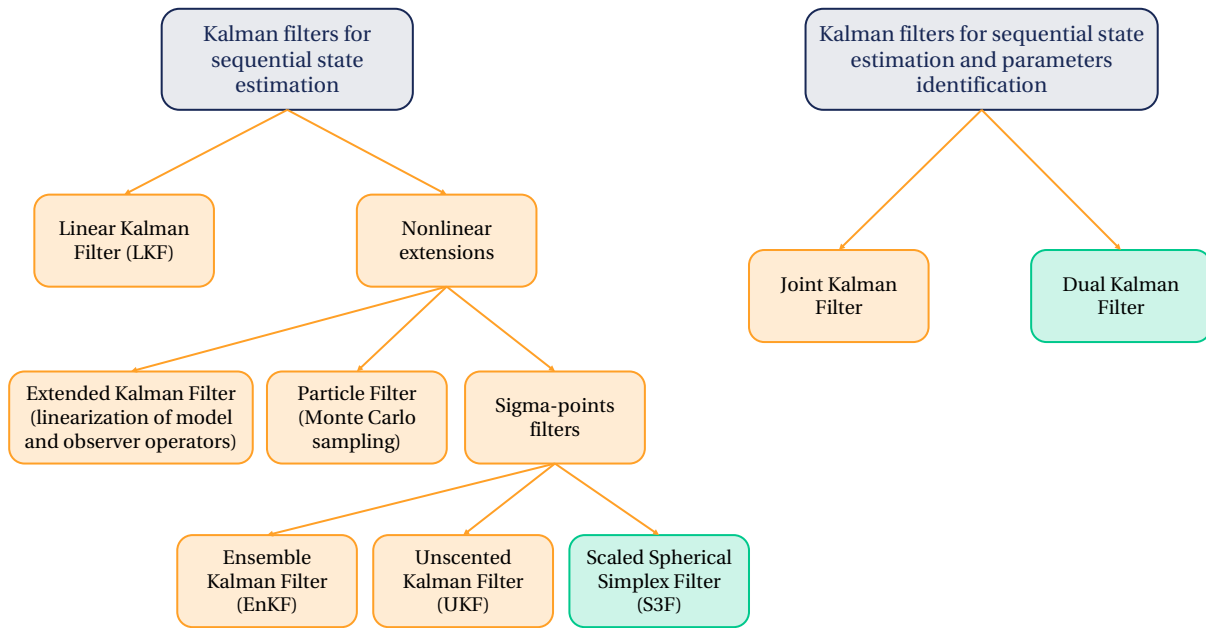 Kalman filters for
sequential state
estimation
Kalman filters for sequential state
estimation and parameters
identification
Linear Kalman
Filter (LKF)
Nonlinear
extensions
Joint Kalman
Filter
Dual Kalman
Filter
Extended Kalman Filter
(linearization of model
and observer operators)
Particle Filter
(Monte Carlo
sampling)
Sigma-points
filters
Ensemble
Kalman Filter
(EnKF)
Unscented
Kalman Filter
(UKF)
Scaled Spherical
Simplex Filter
(S3F)